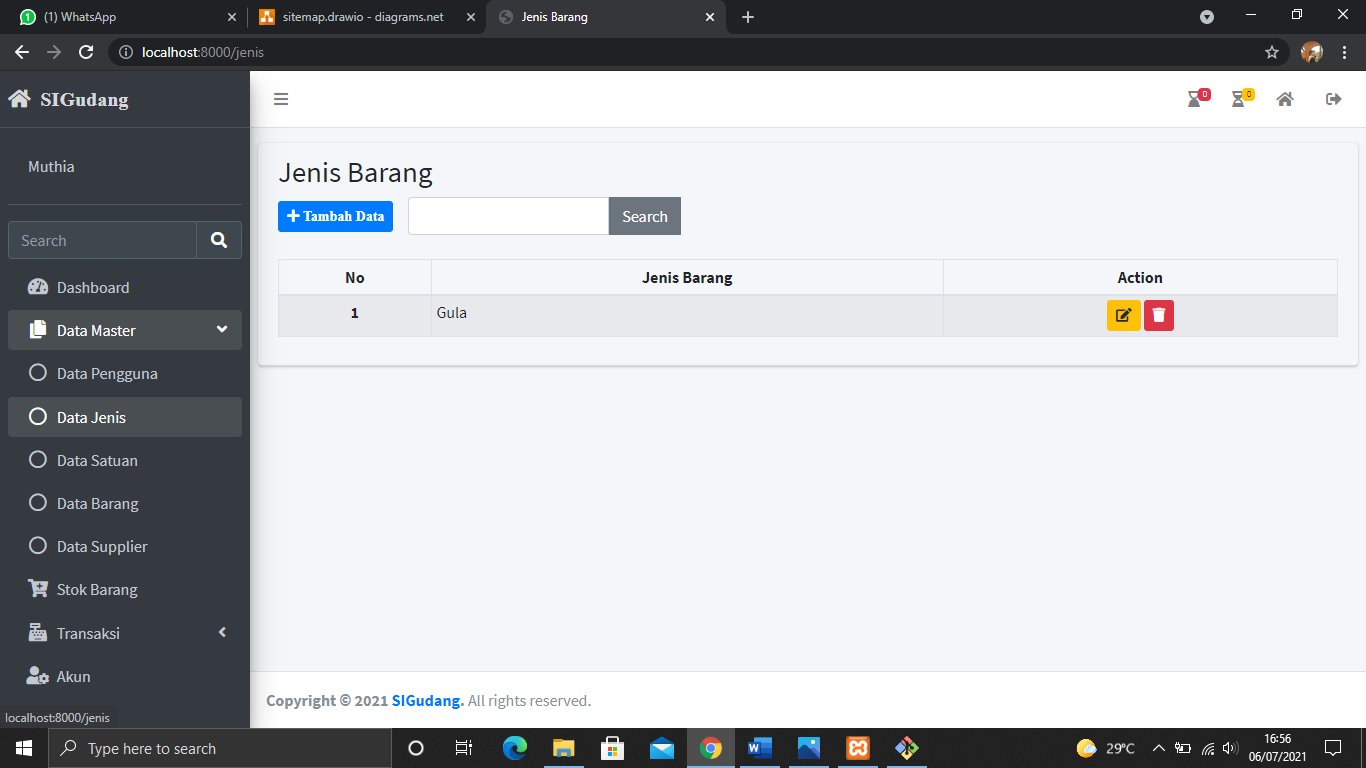 (1) WhatsApp
sitemap.drawio - diagrams.net
Jenis Barang
localhost:8000/jenis
SIGudang
0
0
Muthia
Search
Dashboard
Data Master
Data Pengguna
Data Jenis
Data Satuan
Data Barang
Data Supplier
Stok Barang
Transaksi
Akun
localhost:8000/jenis
Jenis Barang
Tambah Data
Search
No Jenis Barang Action
1 Gula
Copyright © 2021 SIGudang. All rights reserved.
Type here to search
29°C
16:56
06/07/2021